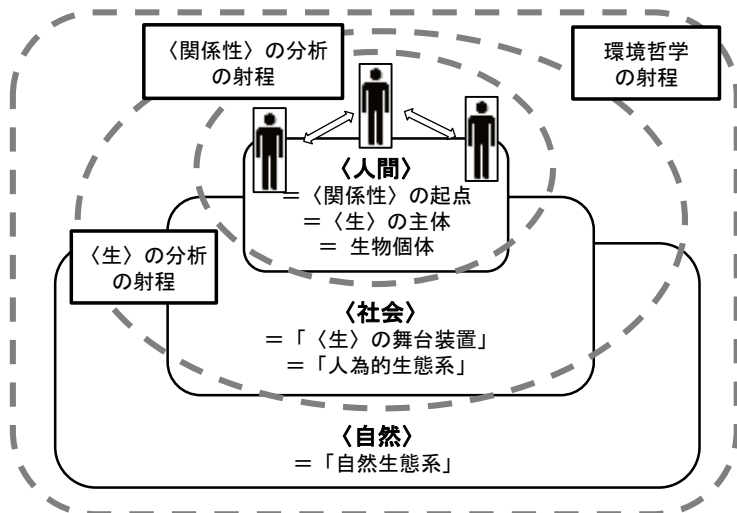 〈関係性〉の分析
の射程
環境哲学
の射程
〈人間〉
＝〈関係性〉の起点
＝〈生〉の主体
＝ 生物個体
〈生〉の分析
の射程
〈社会〉
＝「〈生〉の舞台装置」
＝「人為的生態系」
〈自然〉
＝「自然生態系」